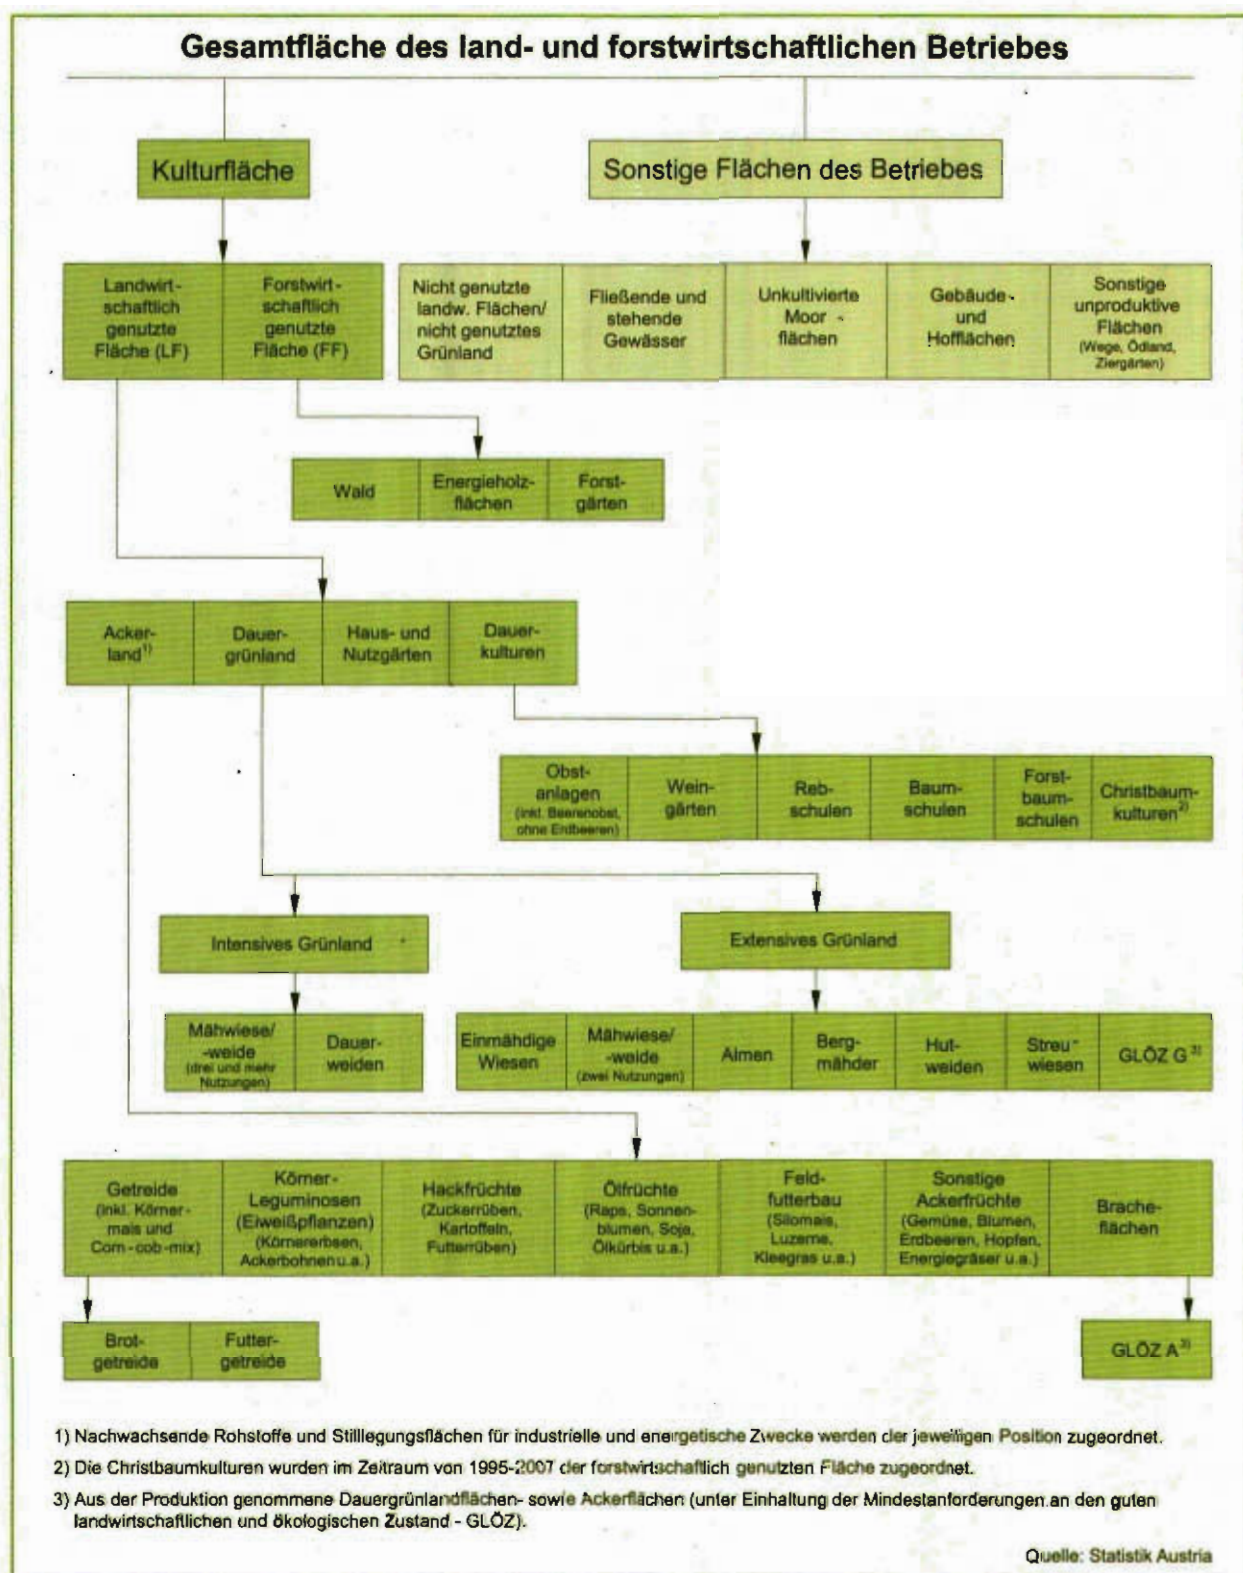 Gesamtfläche des land- und forstwirtschaftlichen Betriebes
Kulturfläche
Sonstige Flächen des Betriebes
Landwirt-
schaftlich
genutzte
Fläche (LF)
Forstwirt-
schaftlich
genutzte
Fläche (FF)
Nicht genutzte
landw. Flächen/
nicht genutztes
Grünland
Fließende und
stehende
Gewässer
Unkultivierte
Moor-
flächen
Gebäude-
und
Hofflächen
Sonstige
unproduktive
Flächen
(Wege, Ödland,
Ziergärten)
Wald
Energieholz-
flächen
Forst-
gärten
Acker-
land1)
Dauer-
grünland
Haus- und
Nutzgärten
Dauer-
kulturen
Obst-
anlagen
(inkl. Beerenobst,
ohne Erdbeeren)
Wein-
gärten
Reb-
schulen
Baum-
schulen
Forst-
baum-
schulen
Christbaum-
kulturen2)
Intensives Grünland
Extensives Grünland
Mähwiese/
-weide
(drei und mehr
Nutzungen)
Dauer-
weiden
Einmähdige
Wiesen
Mähwiese/
-weide
(zwei Nutzungen)
Almen
Berg-
mähder
Hut-
weiden
Streu-
wiesen
GLÖZ G3)
Getreide
(inkl. Körner-
mais und
Corn-cob-mix)
Körner-
Leguminosen
(Eiweißpflanzen)
(Körnererbsen,
Ackerbohnen u.a.)
Hackfrüchte
(Zuckerrüben,
Kartoffeln,
Futterrüben)
Ölfrüchte
(Raps, Sonnen-
blumen, Soja,
Ölkürbis u.a.)
Feld-
futterbau
(Silomais,
Luzerne,
Kleegras u.a.)
Sonstige
Ackerfrüchte
(Gemüse, Blumen,
Erdbeeren, Hopfen,
Energiegräser u.a.)
Brache-
flächen
Brot-
getreide
Futter-
getreide
GLÖZ A3)
1) Nachwachsende Rohstoffe und Stilllegungsflächen für industrielle und energetische Zwecke werden der jeweiligen Position zugeordnet.
2) Die Christbaumkulturen wurden im Zeitraum von 1995-2007 der forstwirtschaftlich genutzten Fläche zugeordnet.
3) Aus der Produktion genommene Dauergrünlandflächen- sowie Ackerflächen (unter Einhaltung der Mindestanforderungen an den guten
landwirtschaftlichen und ökologischen Zustand - GLÖZ).
Quelle: Statistik Austria